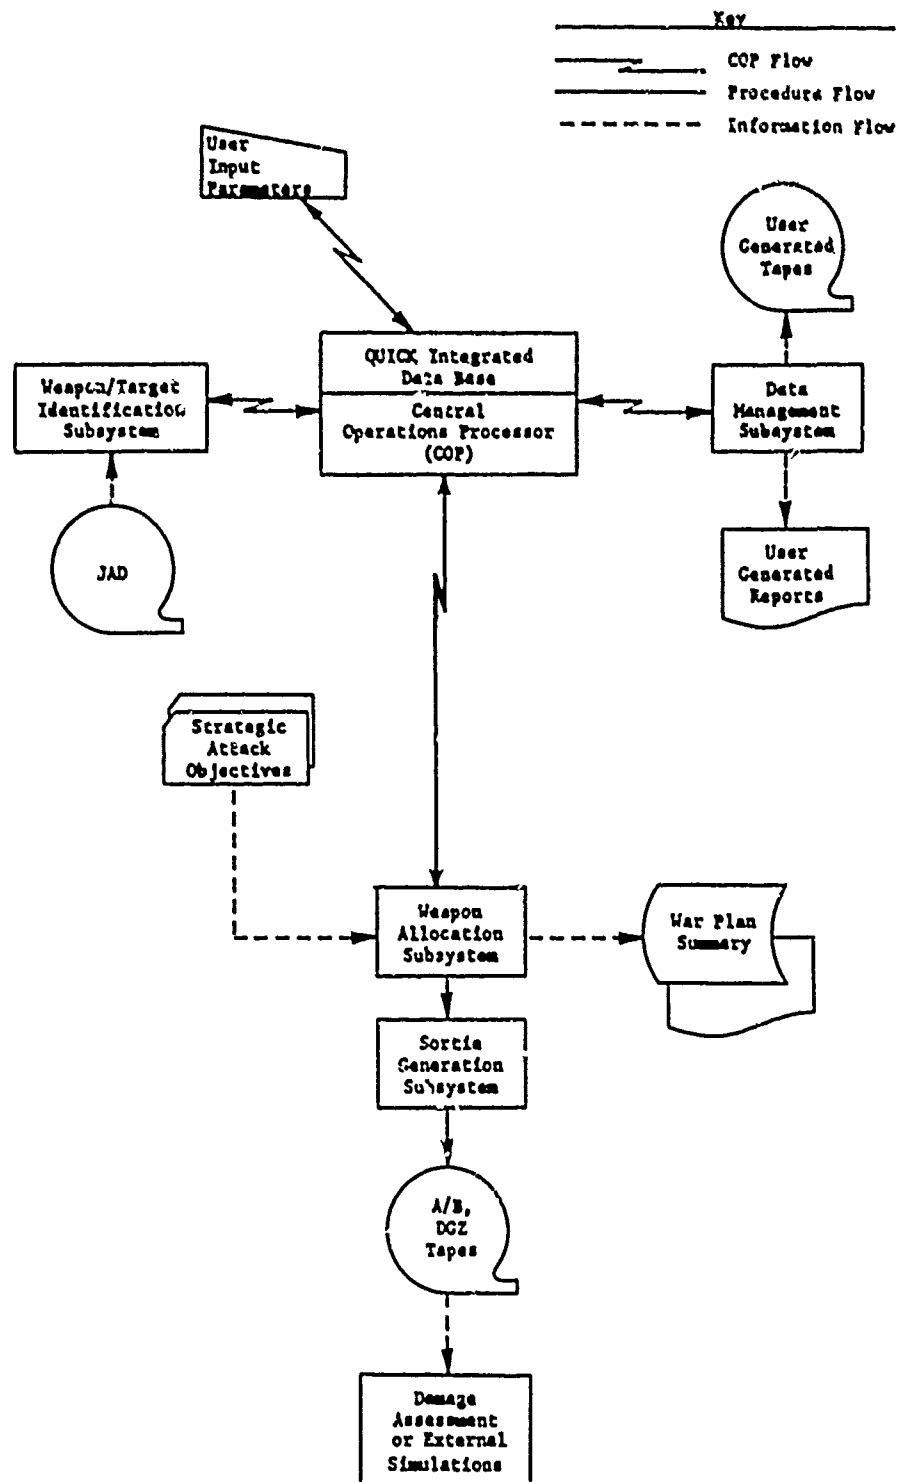 Key
COP Flow
Procedure Flow
Information Flow
User
Input
Parameters
User
Generated
Tapes
QUICK Integrated
Data Base
Central
Operations Processor
(COP)
Weapon/Target
Identification
Subsystem
Data
Management
Subsystem
JAD
User
Generated
Reports
Strategic
Attack
Objectives
Weapon
Allocation
Subsystem
War Plan
Summary
Sortie
Generation
Subsystem
A/B,
DGZ
Tapes
Damage
Assessment
or External
Simulations